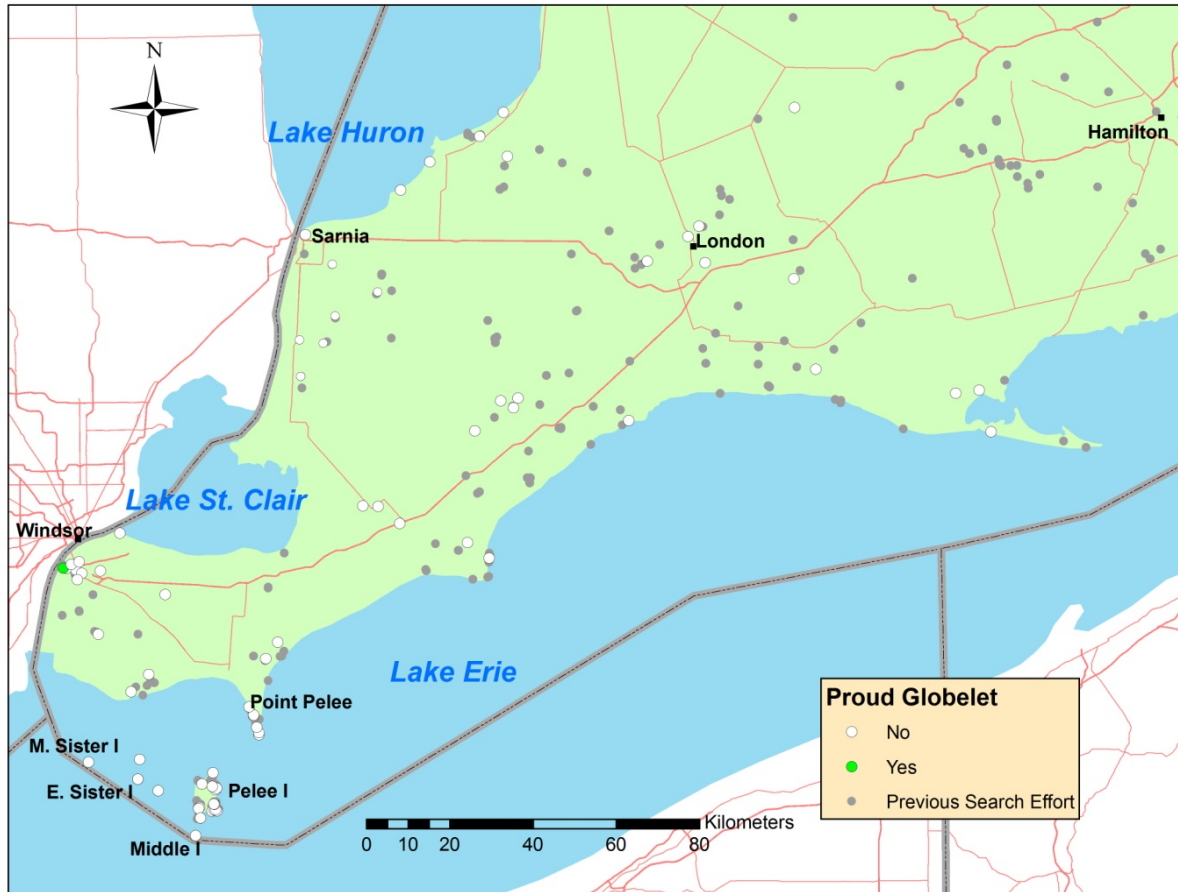 N
Lake Huron
Hamilton
Sarnia
London
Lake St. Clair
Windsor
Lake Erie
Point Pelee
M. Sister I
E. Sister I
Pelee I
Middle I
Kilometers
0 10 20 40 60 80
Proud Globelet
No
Yes
Previous Search Effort